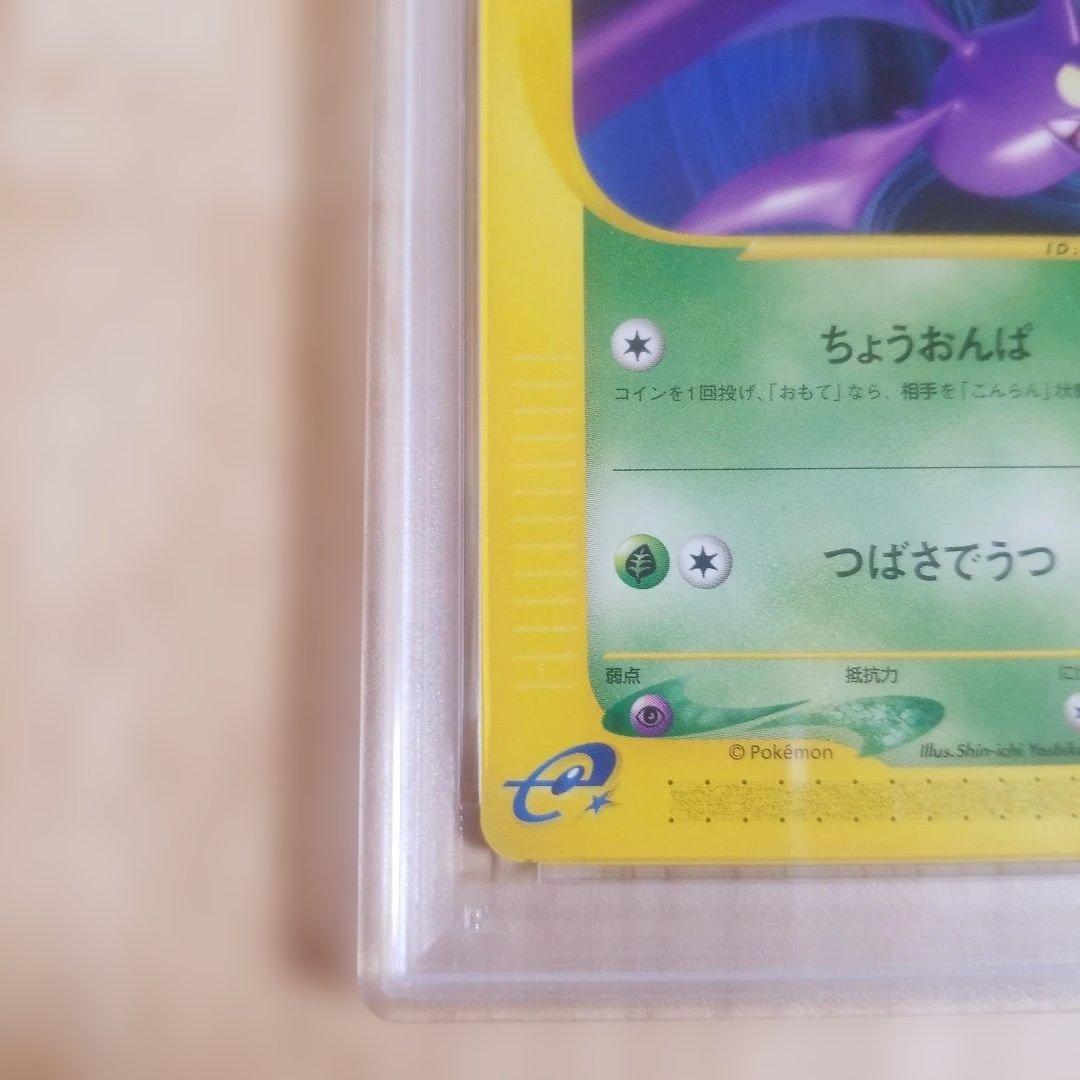 ID:
ちょうおんぱ
コインを1回投げ、「おもて」なら、相手を「こんらん」状
つばさでうつ
弱点 抵抗力 に
© Pokémon Illus. Shin-ichi Yoshik
e